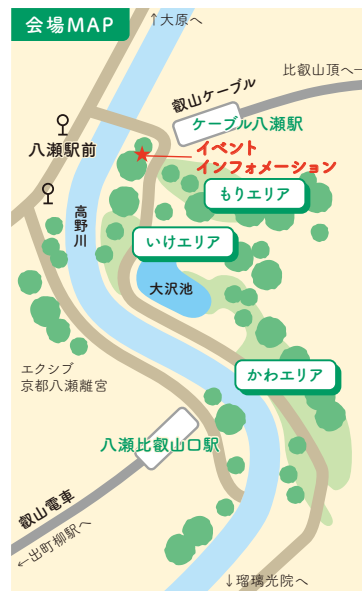 会場MAP
↑大原へ
比叡山頂へ
叡山ケーブル
ケーブル八瀬駅
イベント
インフォメーション
八瀬駅前
もりエリア
高野川
いけエリア
大沢池
エクシブ
京都八瀬離宮
かわエリア
八瀬比叡山口駅
叡山電車
←出町柳駅へ
↓瑠璃光院へ